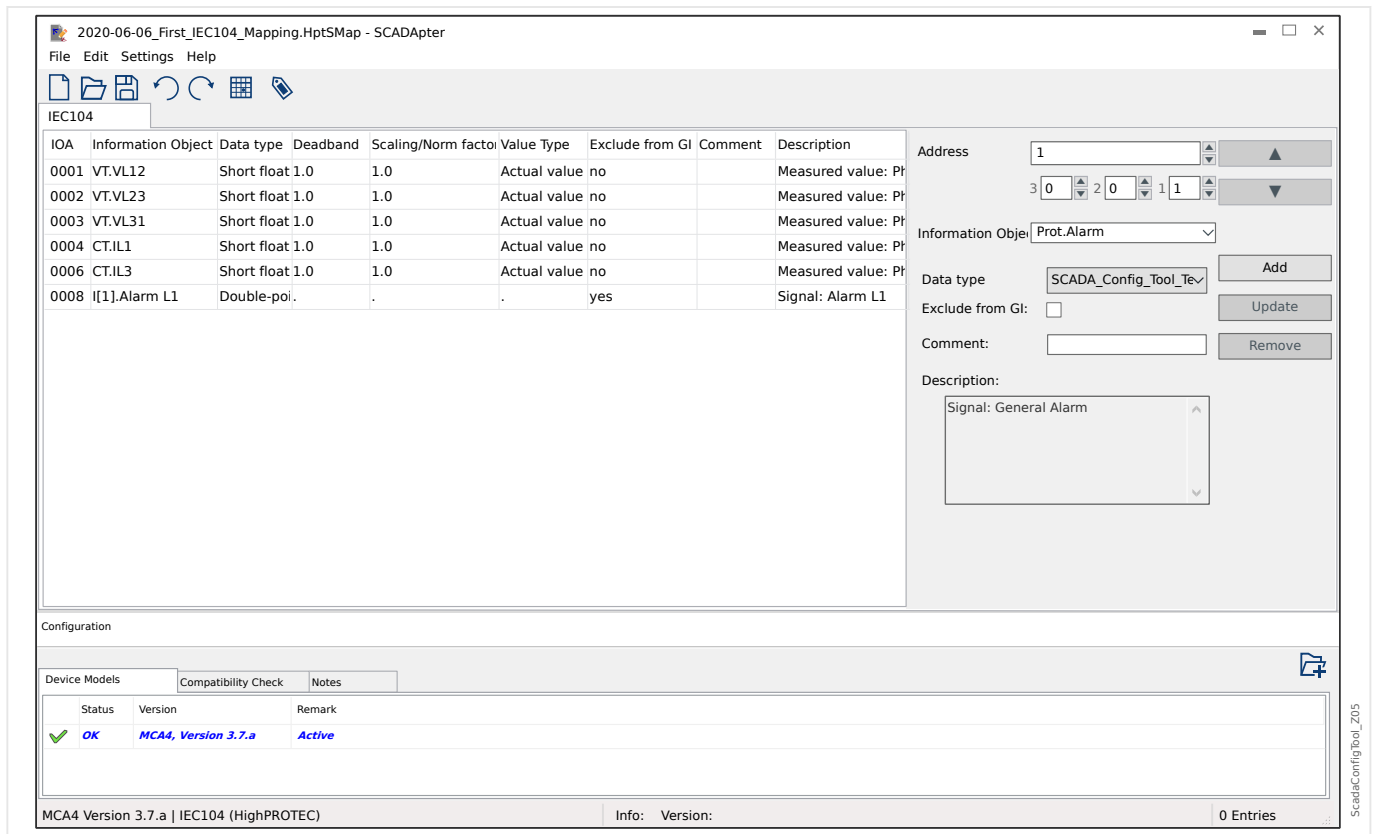 2020-06-06_First_IEC104_Mapping.HptSMap - SCADApter
File Edit Settings Help
IEC104
IOA Information Object Data type Deadband Scaling/Norm factor Value Type Exclude from GI Comment Description
0001 VT.VL12 Short float 1.0 1.0 Actual value no Measured value: Ph
0002 VT.VL23 Short float 1.0 1.0 Actual value no Measured value: Ph
0003 VT.VL31 Short float 1.0 1.0 Actual value no Measured value: Ph
0004 CT.IL1 Short float 1.0 1.0 Actual value no Measured value: Ph
0006 CT.IL3 Short float 1.0 1.0 Actual value no Measured value: Ph
0008 I[1].Alarm L1 Double-poi. . . . yes Signal: Alarm L1
Address 1
3 0 2 0 1 1
Information Obje Prot.Alarm
Add
Data type SCADA_Config_Tool_Te
Exclude from GI: Update
Comment: Remove
Description:
Signal: General Alarm
Configuration
Device Models Compatibility Check Notes
Status Version Remark
OK MCA4, Version 3.7.a Active
MCA4 Version 3.7.a | IEC104 (HighPROTEC) Info: Version: 0 Entries
ScadaConfigTool_Z05